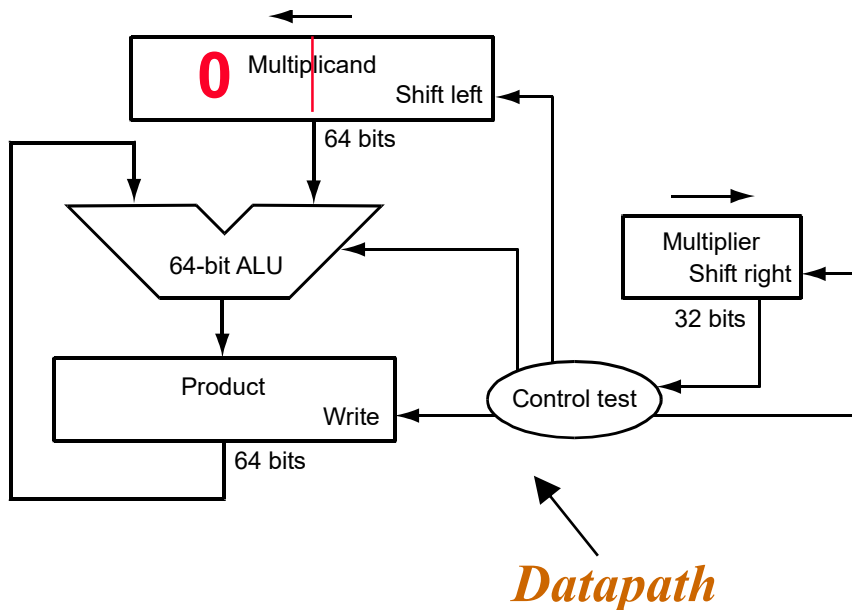 0 Multiplicand
Shift left
64 bits
64-bit ALU
Multiplier
Shift right
32 bits
Product
Write
Control test
64 bits
Datapath